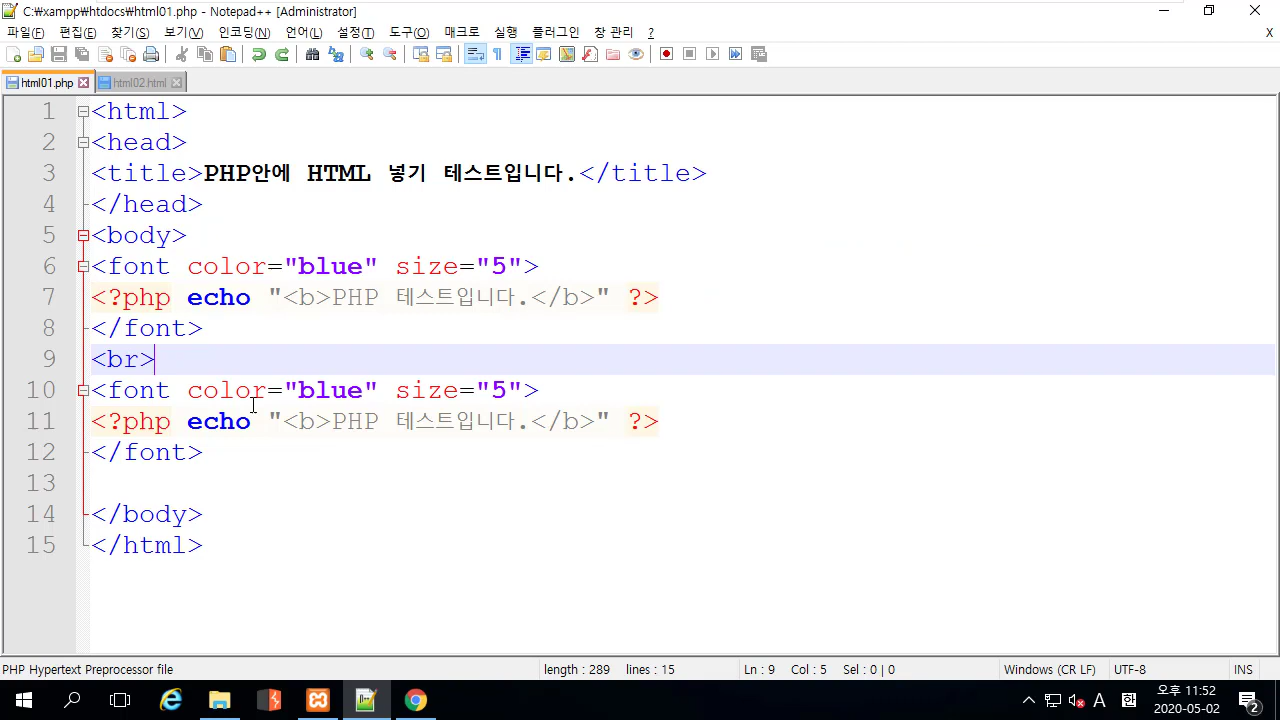 C:\xampp\htdocs\html01.php - Notepad++ [Administrator]
파일(F) 편집(E) 찾기(S) 보기(V) 인코딩(N) 언어(L) 설정(T) 도구(O) 매크로 실행 플러그인 창 관리 ? X
html01.php html02.html
1 <html>
2 <head>
3 <title>PHP안에 HTML 넣기 테스트입니다.</title>
4 </head>
5 <body>
6 <font color="blue" size="5">
7 <?php echo "<b>PHP 테스트입니다.</b>" ?>
8 </font>
9 <br>
10 <font color="blue" size="5">
11 <?php echo "<b>PHP 테스트입니다.</b>" ?>
12 </font>
13
14 </body>
15 </html>
PHP Hypertext Preprocessor file length : 289 lines : 15 Ln : 9 Col : 5 Sel : 0 | 0 Windows (CR LF) UTF-8 INS
A 한 오후 11:52
2020-05-02 2